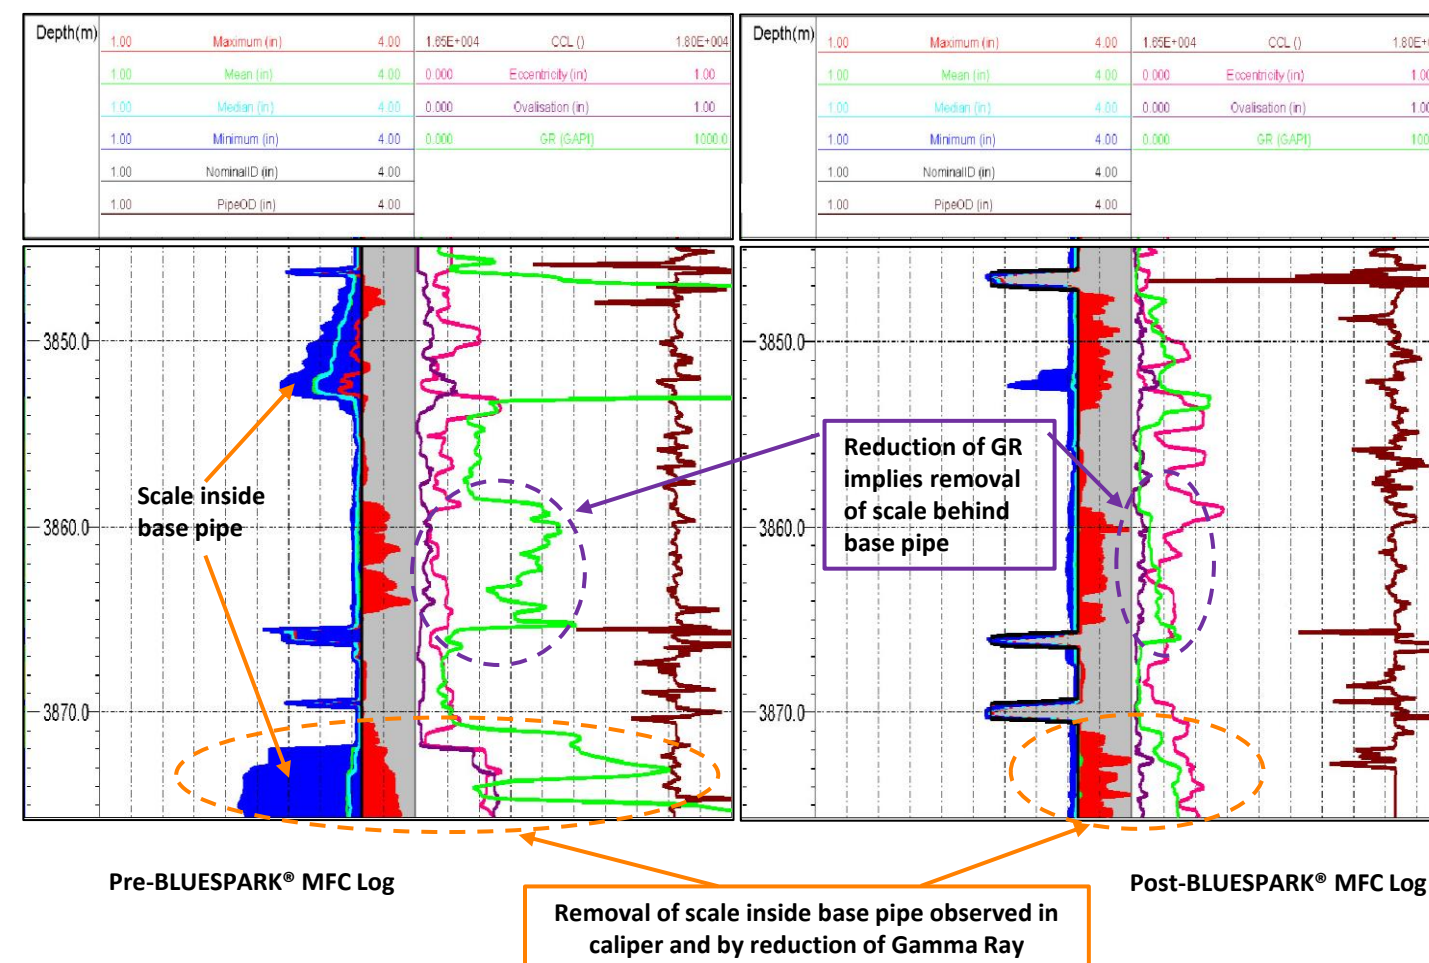 Depth(m)
1.00 Maximum (in) 4.00
1.65E+004 CCL () 1.80E+004
1.00 Mean (in) 4.00
0.000 Eccentricity (in) 1.00
1.00 Median (in) 4.00
0.000 Ovalisation (in) 1.00
1.00 Minimum (in) 4.00
0.000 GR (GAPI) 1000.0
1.00 NominalID (in) 4.00
1.00 PipeOD (in) 4.00
Depth(m)
1.00 Maximum (in) 4.00
1.65E+004 CCL () 1.80E+
1.00 Mean (in) 4.00
0.000 Eccentricity (in) 1.00
1.00 Median (in) 4.00
0.000 Ovalisation (in) 1.00
1.00 Minimum (in) 4.00
0.000 GR (GAPI) 100
1.00 NominalID (in) 4.00
1.00 PipeOD (in) 4.00
3850.0
3860.0
3870.0
Scale inside
base pipe
3850.0
3860.0
3870.0
Reduction of GR
implies removal
of scale behind
base pipe
Pre-BLUESPARK® MFC Log
Post-BLUESPARK® MFC Log
Removal of scale inside base pipe observed in
caliper and by reduction of Gamma Ray